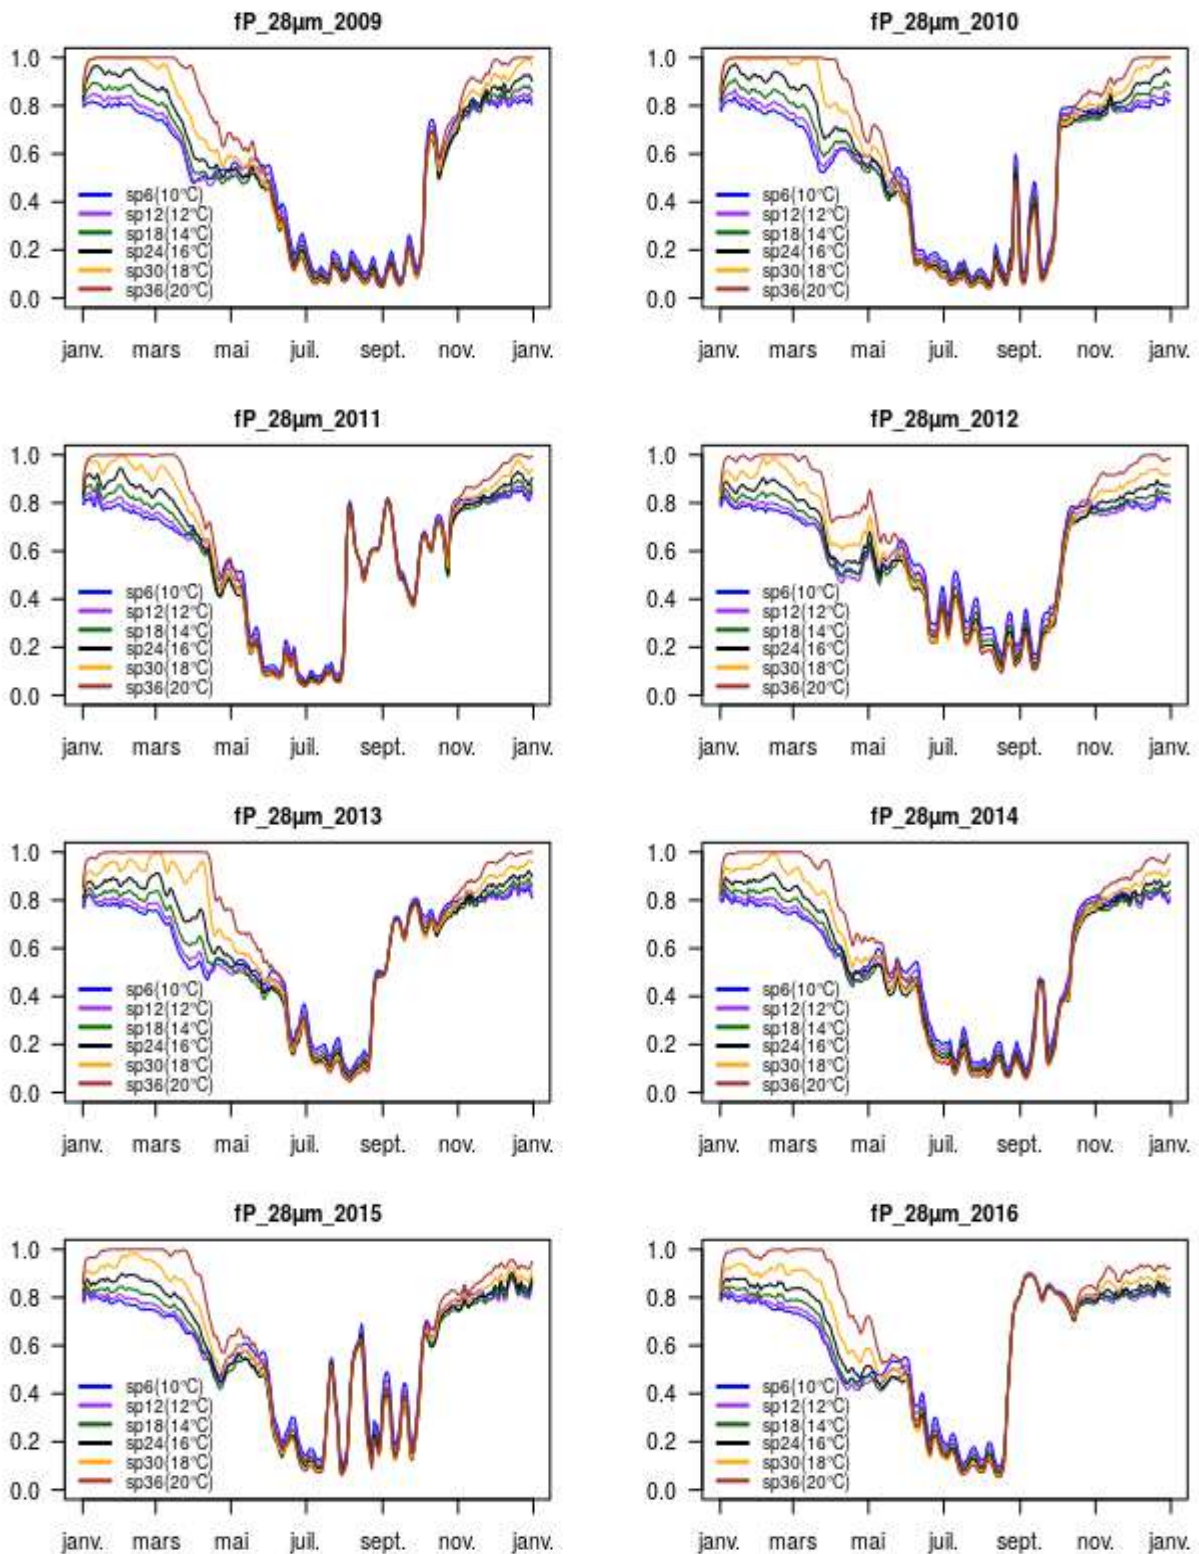 fP_28µm_2009
1.0
0.8
0.6
0.4
0.2
0.0
sp6(10°C)
sp12(12°C)
sp18(14°C)
sp24(16°C)
sp30(18°C)
sp36(20°C)
janv. mars mai juil. sept. nov. janv.
fP_28µm_2010
1.0
0.8
0.6
0.4
0.2
0.0
sp6(10°C)
sp12(12°C)
sp18(14°C)
sp24(16°C)
sp30(18°C)
sp36(20°C)
janv. mars mai juil. sept. nov. janv.
fP_28µm_2011
1.0
0.8
0.6
0.4
0.2
0.0
sp6(10°C)
sp12(12°C)
sp18(14°C)
sp24(16°C)
sp30(18°C)
sp36(20°C)
janv. mars mai juil. sept. nov. janv.
fP_28µm_2012
1.0
0.8
0.6
0.4
0.2
0.0
sp6(10°C)
sp12(12°C)
sp18(14°C)
sp24(16°C)
sp30(18°C)
sp36(20°C)
janv. mars mai juil. sept. nov. janv.
fP_28µm_2013
1.0
0.8
0.6
0.4
0.2
0.0
sp6(10°C)
sp12(12°C)
sp18(14°C)
sp24(16°C)
sp30(18°C)
sp36(20°C)
janv. mars mai juil. sept. nov. janv.
fP_28µm_2014
1.0
0.8
0.6
0.4
0.2
0.0
sp6(10°C)
sp12(12°C)
sp18(14°C)
sp24(16°C)
sp30(18°C)
sp36(20°C)
janv. mars mai juil. sept. nov. janv.
fP_28µm_2015
1.0
0.8
0.6
0.4
0.2
0.0
sp6(10°C)
sp12(12°C)
sp18(14°C)
sp24(16°C)
sp30(18°C)
sp36(20°C)
janv. mars mai juil. sept. nov. janv.
fP_28µm_2016
1.0
0.8
0.6
0.4
0.2
0.0
sp6(10°C)
sp12(12°C)
sp18(14°C)
sp24(16°C)
sp30(18°C)
sp36(20°C)
janv. mars mai juil. sept. nov. janv.